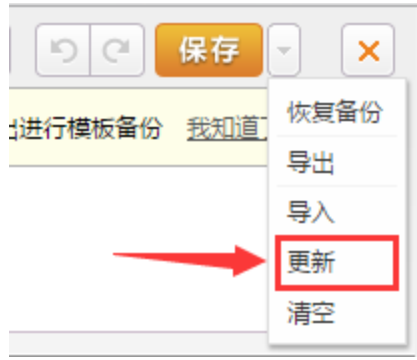 保存
恢复备份
出进行模板备份 我知道了
导出
导入
更新
清空